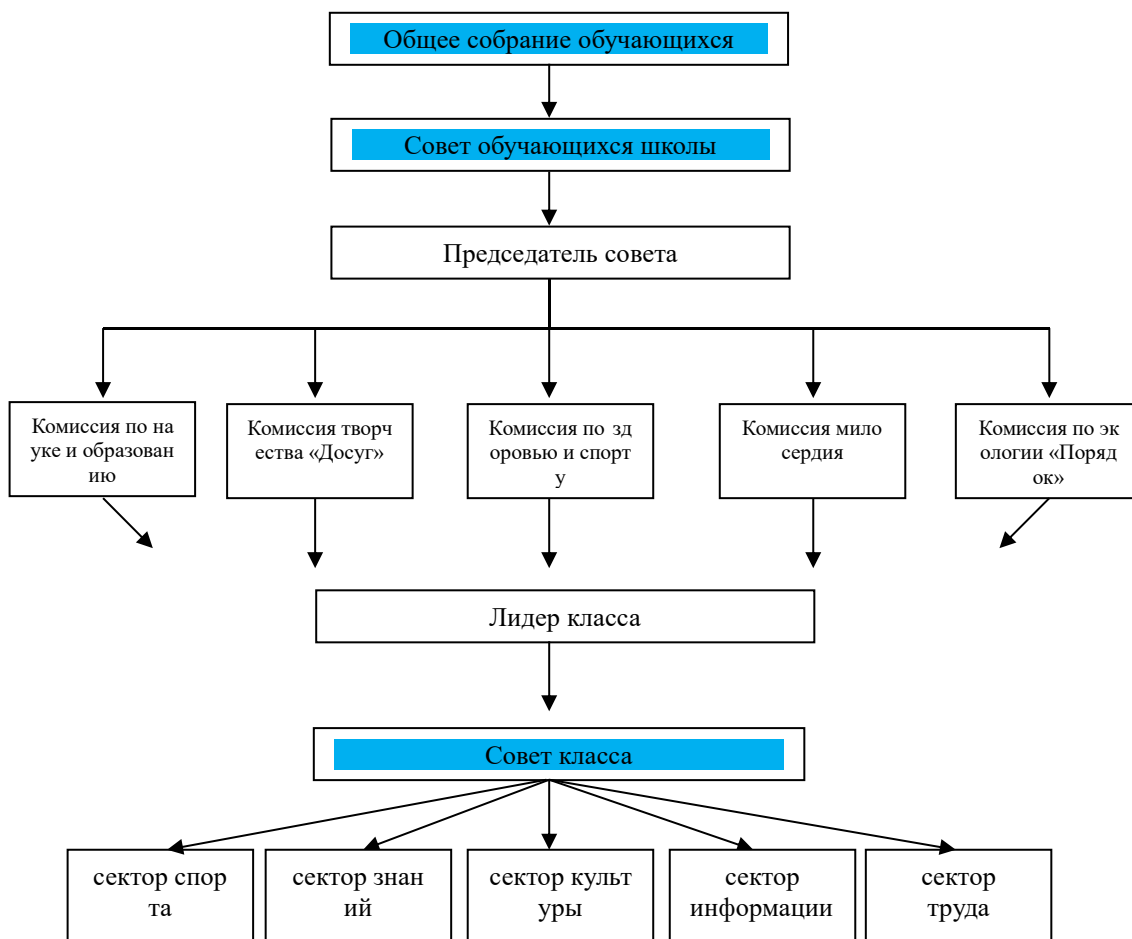 Общее собрание обучающихся
Совет обучающихся школы
Председатель совета
Комиссия по на
уке и образован
ию
Комиссия творч
ества «Досуг»
Комиссия по зд
оровью и спорт
у
Комиссия мило
сердия
Комиссия по эк
ологии «Поряд
ок»
Лидер класса
Совет класса
сектор спор
та
сектор знан
ий
сектор культ
уры
сектор
информации
сектор
труда